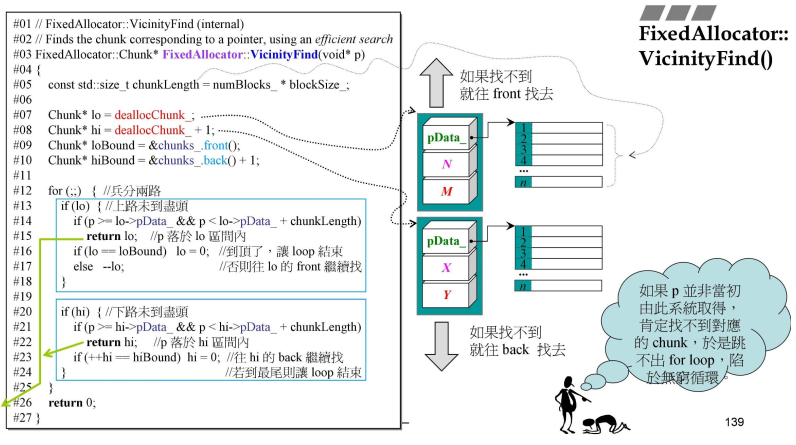 #01 // FixedAllocator::VicinityFind (internal)
#02 // Finds the chunk corresponding to a pointer, using an efficient search
#03 FixedAllocator::Chunk* FixedAllocator::VicinityFind(void* p)
#04 {
#05 const std::size_t chunkLength = numBlocks_ * blockSize_;
#06
#07 Chunk* lo = deallocChunk_;
#08 Chunk* hi = deallocChunk_ + 1;
#09 Chunk* loBound = &chunks_.front();
#10 Chunk* hiBound = &chunks_.back() + 1;
#11
#12 for (;;) { //兵分兩路
#13 if (lo) { //上路未到盡頭
#14 if (p >= lo->pData_ && p < lo->pData_ + chunkLength)
#15 return lo; //p 落於 lo 區間內
#16 if (lo == loBound) lo = 0; //到頂了，讓 loop 結束
#17 else --lo; //否則往 lo 的 front 繼續找
#18 }
#19
#20 if (hi) { //下路未到盡頭
#21 if (p >= hi->pData_ && p < hi->pData_ + chunkLength)
#22 return hi; //p 落於 hi 區間內
#23 if (++hi == hiBound) hi = 0; //往 hi 的 back 繼續找
#24 } //若到最尾則讓 loop 結束
#25 }
#26 return 0;
#27 }
FixedAllocator::
VicinityFind()
如果找不到
就往 front 找去
pData_
N
M
1
2
3
4
...
n
pData_
X
Y
1
2
3
4
...
n
如果找不到
就往 back 找去
如果 p 並非當初
由此系統取得，
肯定找不到對應
的 chunk，於是跳
不出 for loop，陷
於無窮循環。
139